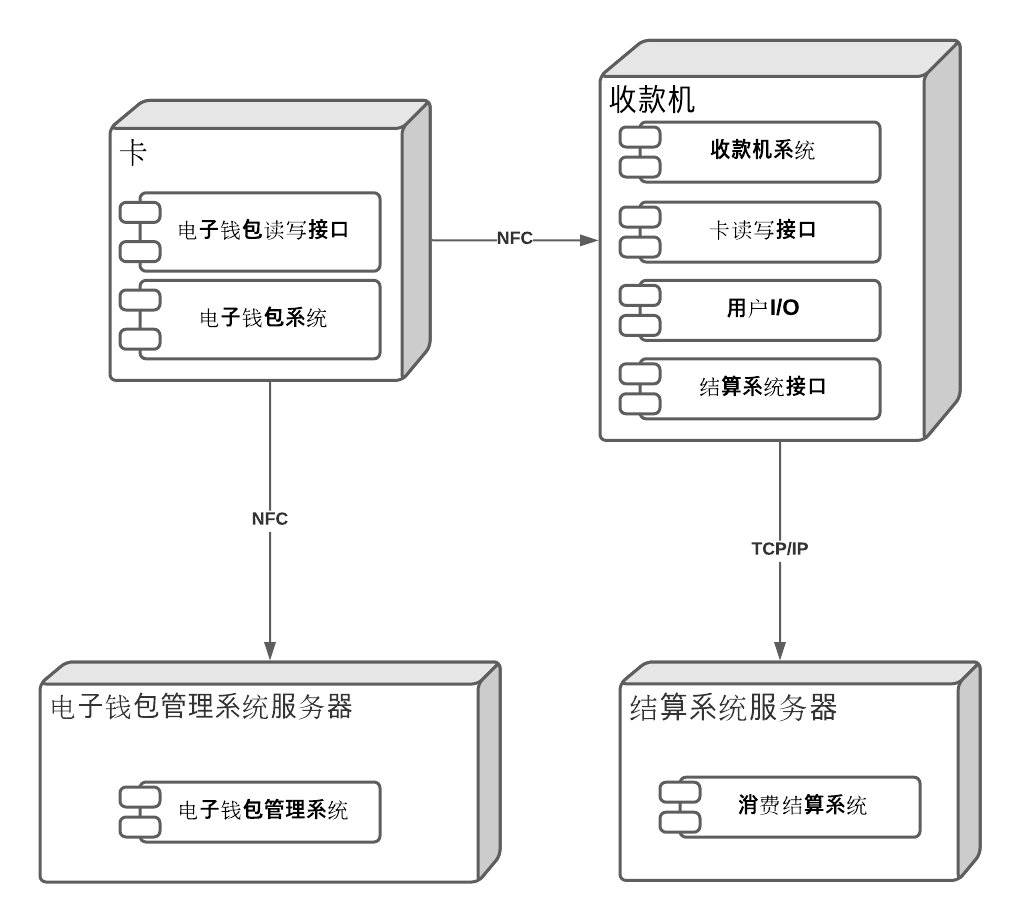 卡
电子钱包读写接口
电子钱包系统
NFC
收款机
收款机系统
卡读写接口
用户I/O
结算系统接口
NFC
TCP/IP
电子钱包管理系统服务器
电子钱包管理系统
结算系统服务器
消费结算系统